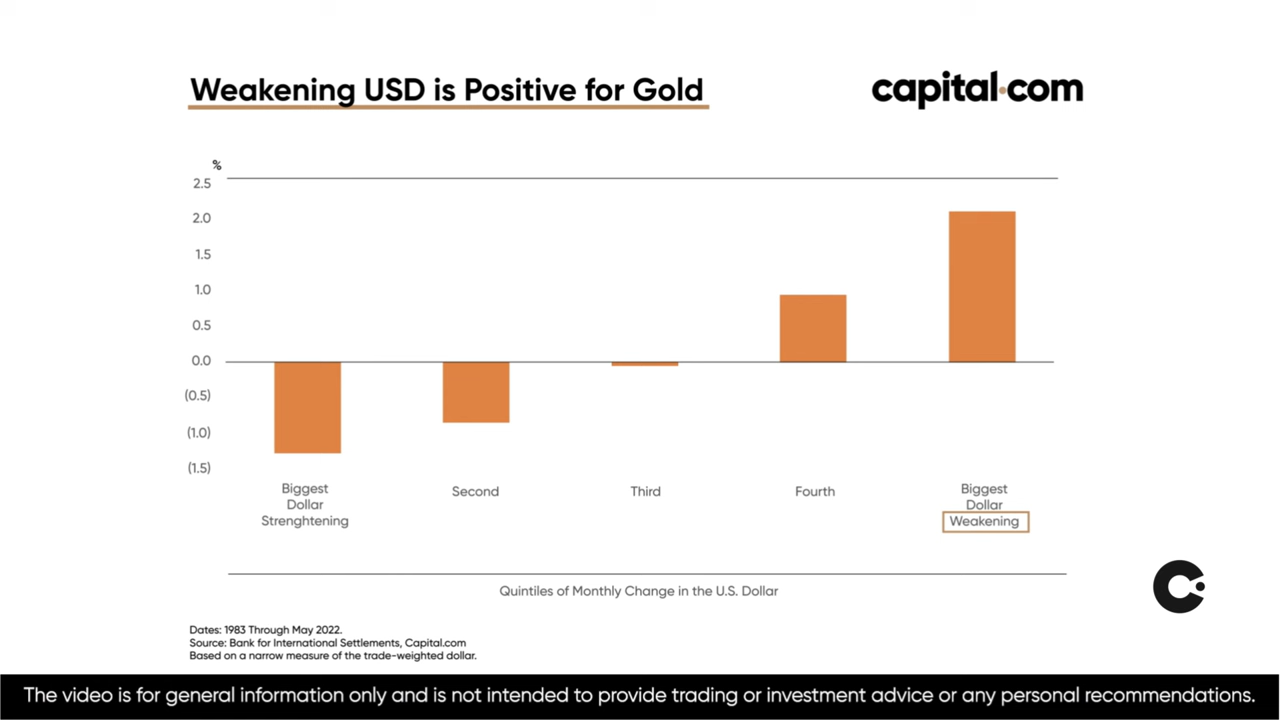 Weakening USD is Positive for Gold
capital.com
%
2.5
2.0
1.5
1.0
0.5
0.0
(0.5)
(1.0)
(1.5)
Biggest
Dollar
Strenghtening
Second
Third
Fourth
Biggest
Dollar
Weakening
Quintiles of Monthly Change in the U.S. Dollar
Dates: 1983 Through May 2022.
Source: Bank for International Settlements, Capital.com
Based on a narrow measure of the trade-weighted dollar.
The video is for general information only and is not intended to provide trading or investment advice or any personal recommendations.